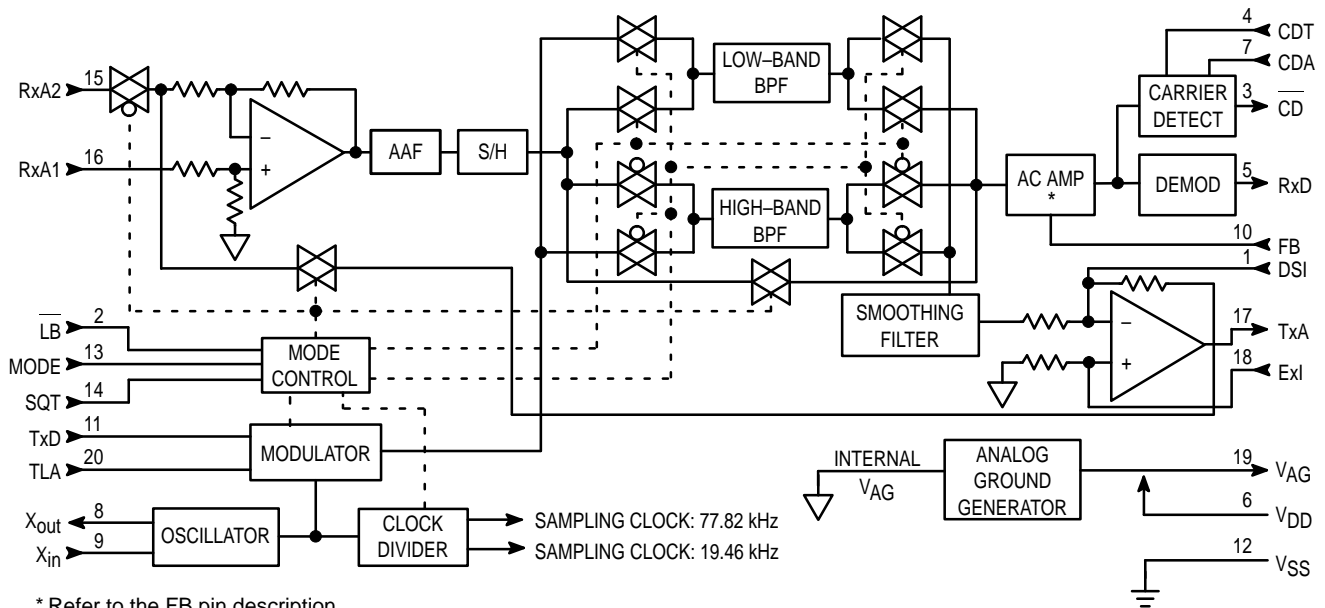 RxA2
15
RxA1
16
–
+
AAF
S/H
LOW–BAND
BPF
HIGH–BAND
BPF
AC AMP
*
CARRIER
DETECT
DEMOD
4
CDT
7
CDA
3
CD
5
RxD
10
FB
1
DSI
17
TxA
18
ExI
SMOOTHING
FILTER
–
+
LB
2
MODE
13
SQT
14
TxD
11
TLA
20
MODE
CONTROL
MODULATOR
Xout
8
Xin
9
OSCILLATOR
CLOCK
DIVIDER
SAMPLING CLOCK: 77.82 kHz
SAMPLING CLOCK: 19.46 kHz
INTERNAL
VAG
ANALOG
GROUND
GENERATOR
19
VAG
6
VDD
12
VSS
* Refer to the FB pin description